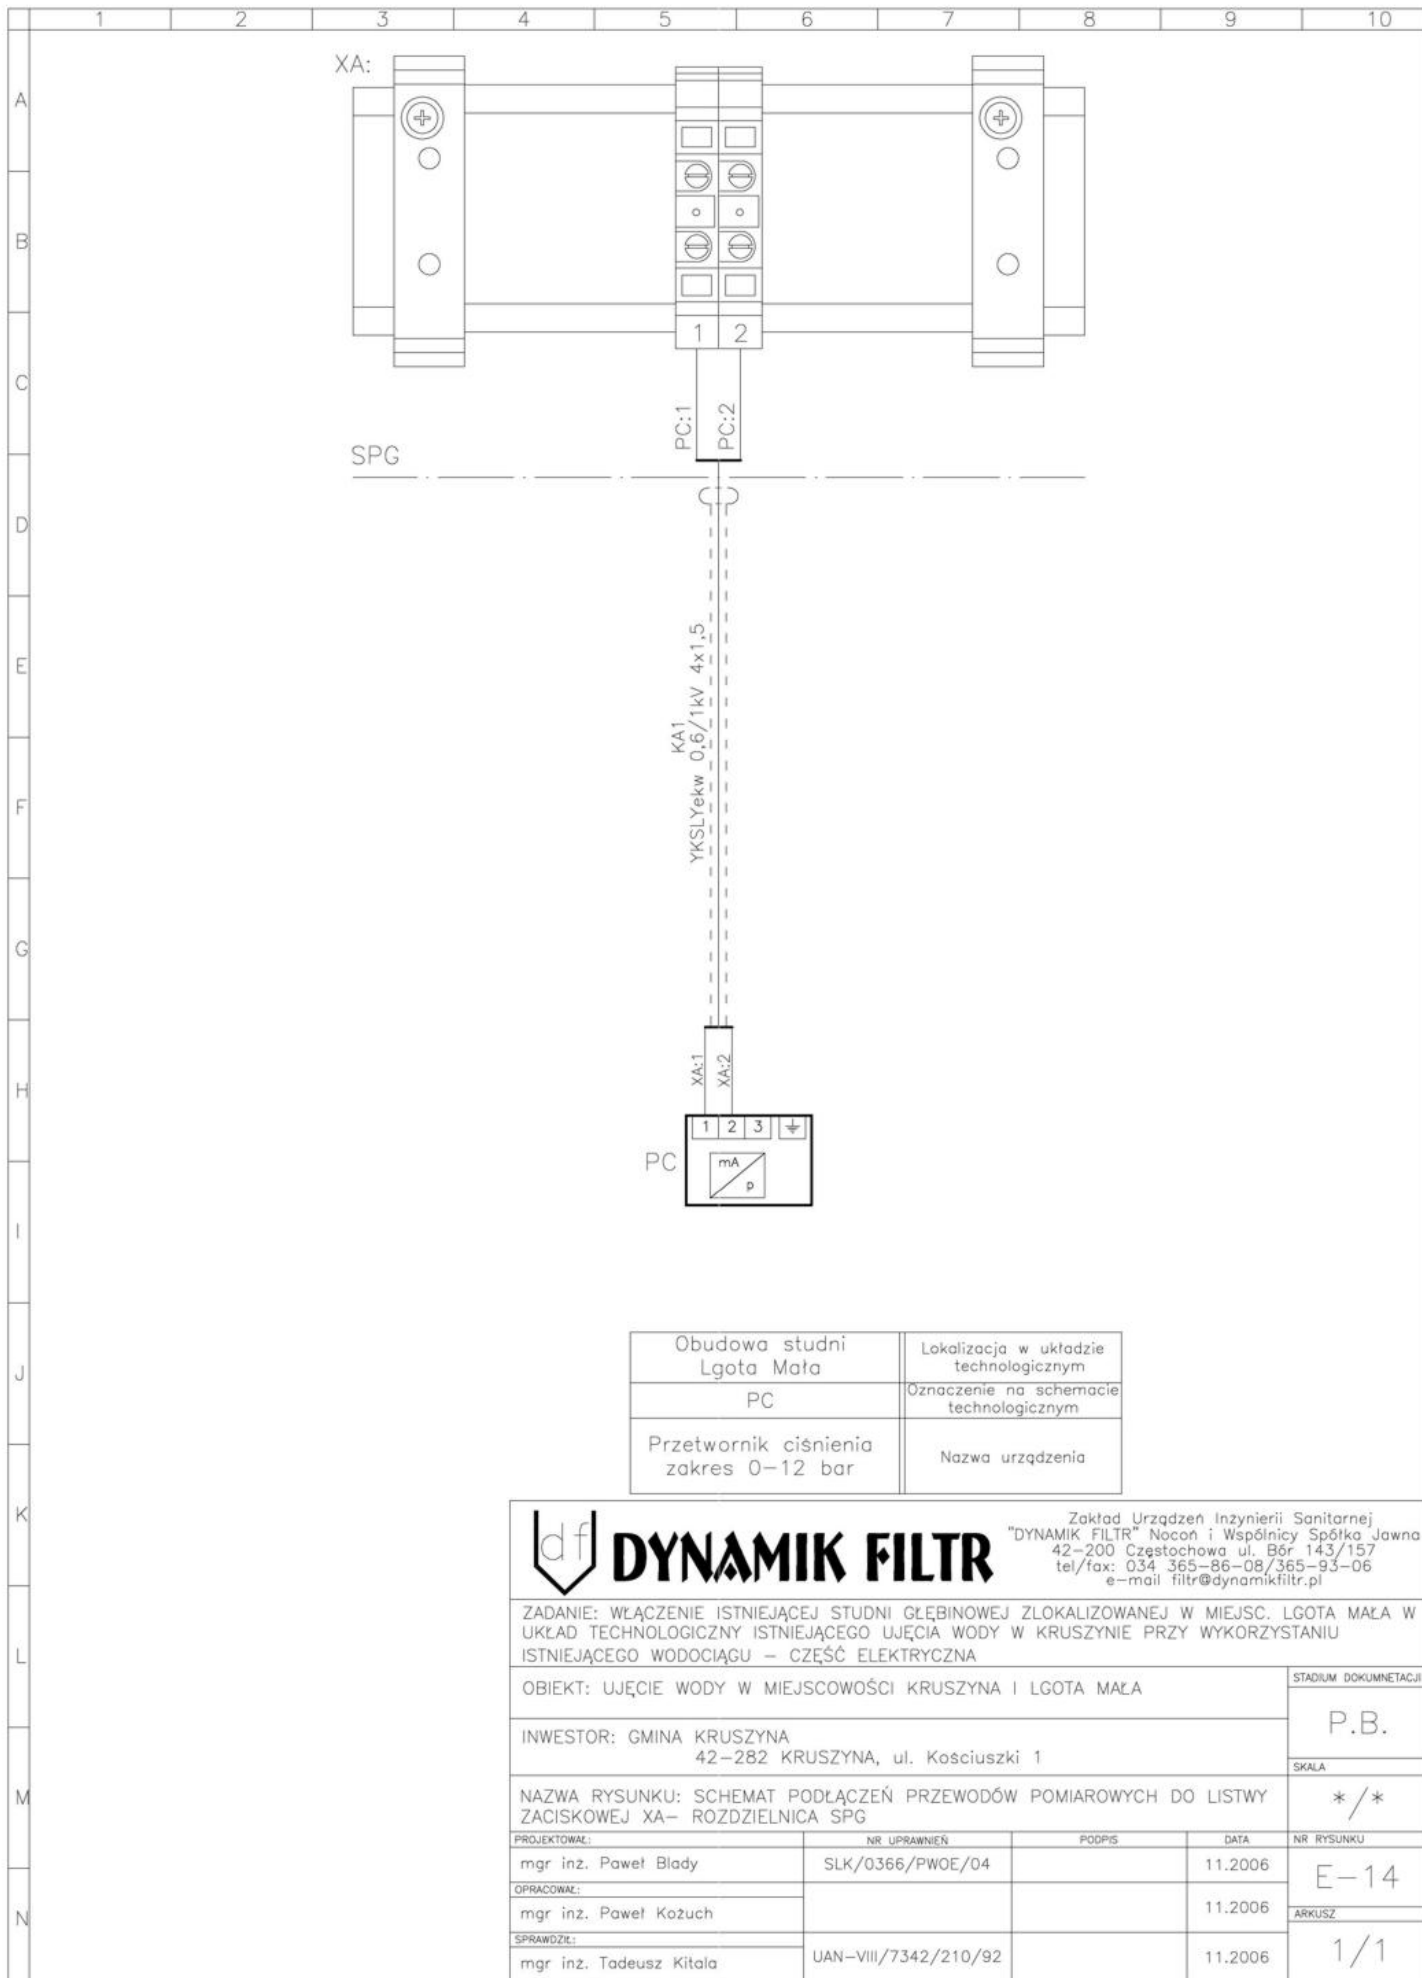 1 2 3 4 5 6 7 8 9 10
A
B
C
D
E
F
G
H
I
J
K
L
M
N
XA:
1 2
PC:1
PC:2
SPG
KA1
YKSLYekw 0,6/1kV 4x1,5
XA:1
XA:2
1 2 3
PC
mA
p
Obudowa studni
Lgota Mała
Lokalizacja w układzie
technologicznym
PC
Oznaczenie na schemacie
technologicznym
Przetwornik ciśnienia
zakres 0-12 bar
Nazwa urządzenia
df
DYNAMIK FILTR
Zakład Urządzeń Inżynierii Sanitarnej
"DYNAMIK FILTR" Nocoń i Wspólnicy Spółka Jawna
42-200 Częstochowa ul. Bór 143/157
tel/fax: 034 365-86-08/365-93-06
e-mail filtr@dynamikfiltr.pl
ZADANIE: WŁĄCZENIE ISTNIEJĄCEJ STUDNI GŁĘBINOWEJ ZLOKALIZOWANEJ W MIEJSC. LGOTA MAŁA W
UKŁAD TECHNOLOGICZNY ISTNIEJĄCEGO UJĘCIA WODY W KRUSZYNIE PRZY WYKORZYSTANIU
ISTNIEJĄCEGO WODOCIĄGU - CZĘŚĆ ELEKTRYCZNA
OBIEKT: UJĘCIE WODY W MIEJSCOWOŚCI KRUSZYNA I LGOTA MAŁA
STADIUM DOKUMNETACJI
P.B.
INWESTOR: GMINA KRUSZYNA
42-282 KRUSZYNA, ul. Kościuszki 1
SKALA
*/*
NAZWA RYSUNKU: SCHEMAT PODŁĄCZEŃ PRZEWODÓW POMIAROWYCH DO LISTWY
ZACISKOWEJ XA- ROZDZIELNICA SPG
PROJEKTOWAŁ: NR UPRAWNIEŃ PODPIS DATA NR RYSUNKU
mgr inż. Paweł Blady SLK/0366/PWOE/04 11.2006
E-14
OPRACOWAŁ:
mgr inż. Paweł Kożuch 11.2006
ARKUSZ
SPRAWDZIŁ:
mgr inż. Tadeusz Kitala UAN-VIII/7342/210/92 11.2006
1/1